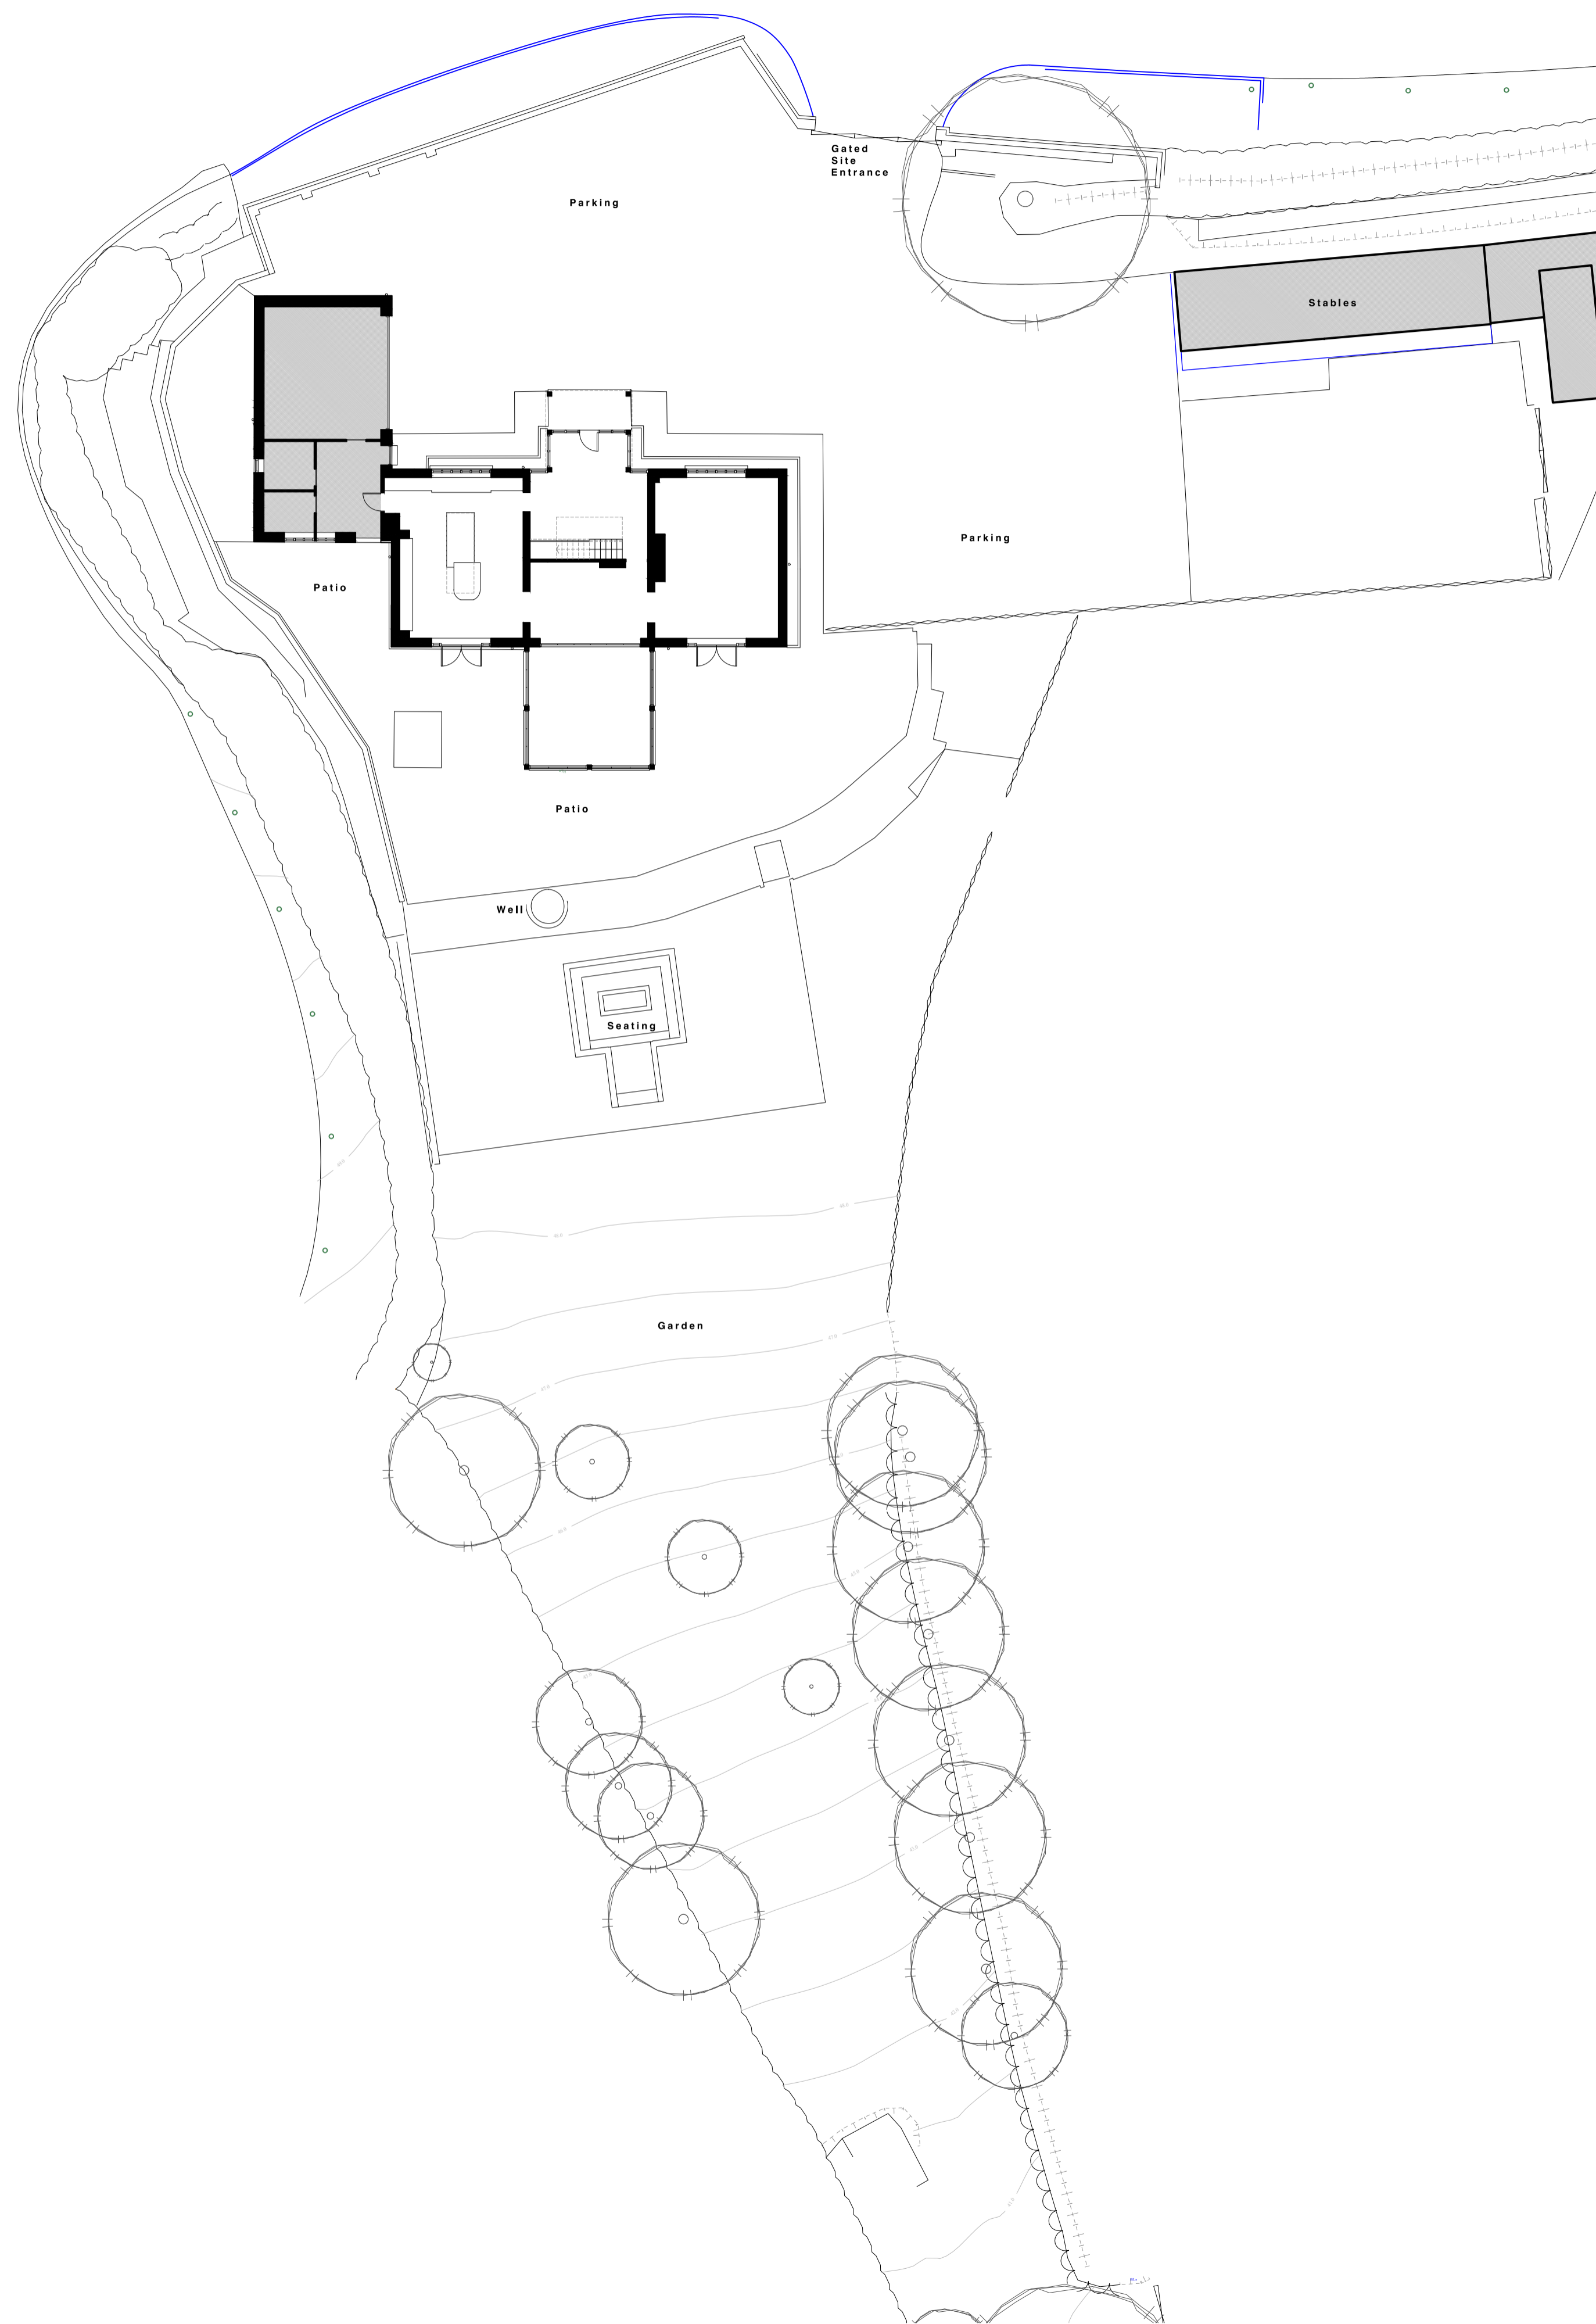 Gated
Site
Entrance
Parking
Stables
Parking
Patio
Patio
Well
Seating
Garden